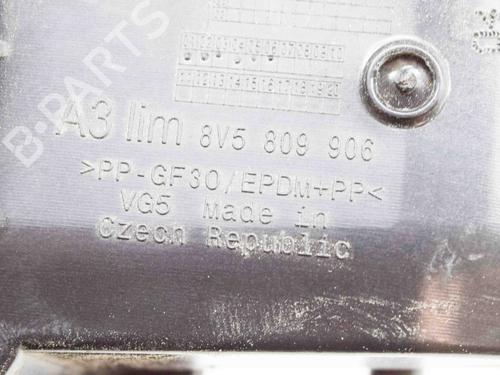 B-PARTS
A3 lim 8V5 809 906
>PP-GF30/EPDM+PP<
VG5 Made in
Czech Republic